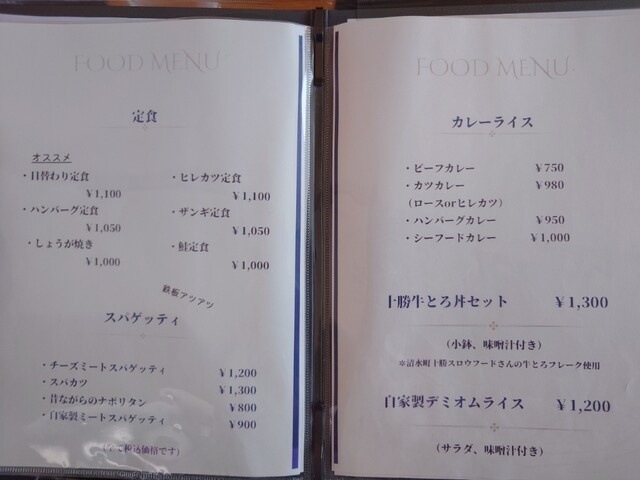 FOOD MENU
定食
オススメ
・日替わり定食
¥1,100
・ヒレカツ定食
¥1,100
・ハンバーグ定食
¥1,050
・ザンギ定食
¥1,050
・しょうが焼き
¥1,000
・鮭定食
¥1,000
鉄板アツアツ
スパゲッティ
・チーズミートスパゲッティ ¥1,200
・スパカツ ¥1,300
・昔ながらのナポリタン ¥800
・自家製ミートスパゲッティ ¥900
(全て税込価格です)
FOOD MENU
カレーライス
・ビーフカレー ¥750
・カツカレー ¥980
(ロースorヒレカツ)
・ハンバーグカレー ¥950
・シーフードカレー ¥1,000
十勝牛とろ丼セット ¥1,300
(小鉢、味噌汁付き)
※清水町十勝スロウフードさんの牛とろフレーク使用
自家製デミオムライス ¥1,200
(サラダ、味噌汁付き)